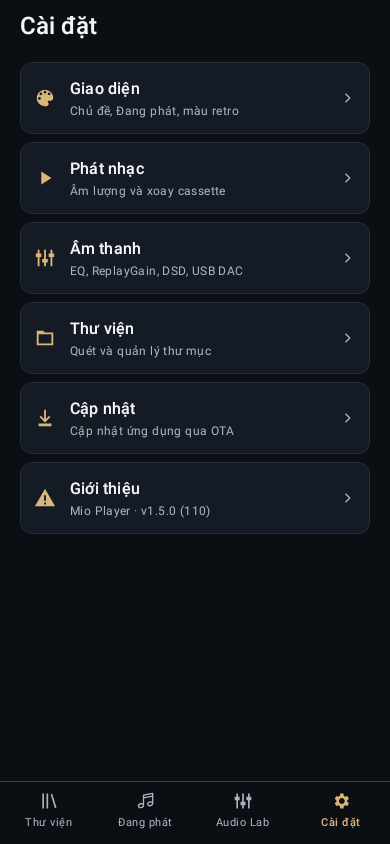 Cài đặt
Giao diện
Chủ đề, Đang phát, màu retro
Phát nhạc
Âm lượng và xoay cassette
Âm thanh
EQ, ReplayGain, DSD, USB DAC
Thư viện
Quét và quản lý thư mục
Cập nhật
Cập nhật ứng dụng qua OTA
Giới thiệu
Mio Player · v1.5.0 (110)
Thư viện
Đang phát
Audio Lab
Cài đặt